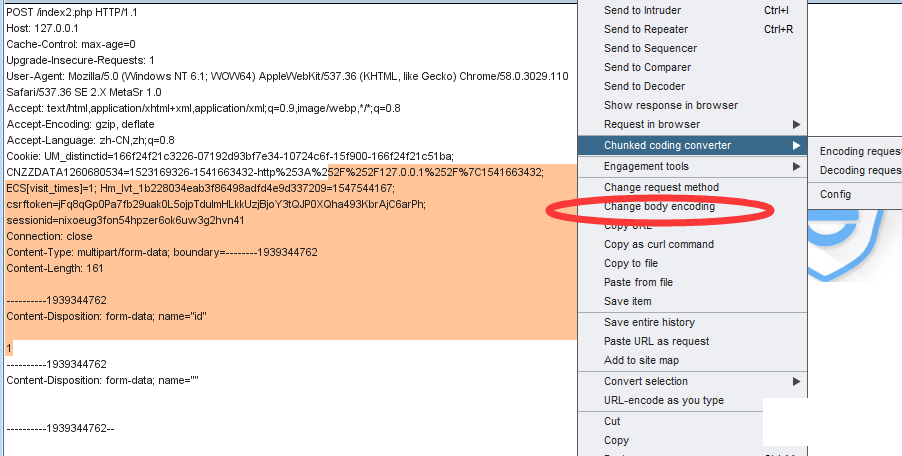 POST /index2.php HTTP/1.1
Host: 127.0.0.1
Cache-Control: max-age=0
Upgrade-Insecure-Requests: 1
User-Agent: Mozilla/5.0 (Windows NT 6.1; WOW64) AppleWebKit/537.36 (KHTML, like Gecko) Chrome/58.0.3029.110
Safari/537.36 SE 2.X MetaSr 1.0
Accept: text/html,application/xhtml+xml,application/xml;q=0.9,image/webp,*/*;q=0.8
Accept-Encoding: gzip, deflate
Accept-Language: zh-CN,zh;q=0.8
Cookie: UM_distinctid=166f24f21c3226-07192d93bf7e34-10724c6f-15f900-166f24f21c51ba;
CNZZDATA1260680534=1523169326-1541663432-http%253A%252F%252F127.0.0.1%252F%7C1541663432;
ECS[visit_times]=1; Hm_lvt_1b228034eab3f86498adfd4e9d337209=1547544167;
csrftoken=jFq8qGp0Pa7fb29uak0L5ojpTdulmHLkkUzjBjoY3tQJP0XQha493KbrAjC6arPh;
sessionid=nixoeug3fon54hpzer6ok6uw3g2hvn41
Connection: close
Content-Type: multipart/form-data; boundary=--------1939344762
Content-Length: 161
----------1939344762
Content-Disposition: form-data; name="id"
1
----------1939344762
Content-Disposition: form-data; name=""
----------1939344762--
Send to Intruder Ctrl+I
Send to Repeater Ctrl+R
Send to Sequencer
Send to Comparer
Send to Decoder
Show response in browser
Request in browser
Chunked coding converter
Engagement tools
Change request method
Change body encoding
Copy URL
Copy as curl command
Copy to file
Paste from file
Save item
Save entire history
Paste URL as request
Add to site map
Convert selection
URL-encode as you type
Cut
Copy
Encoding reques
Decoding reques
Config